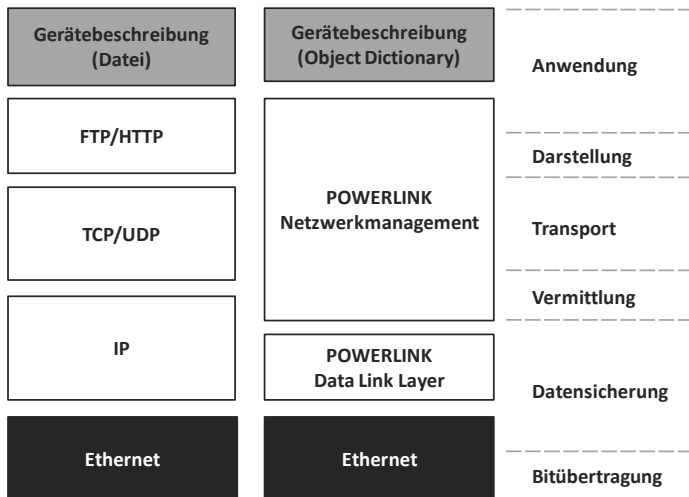 Gerätebeschreibung
(Datei)
FTP/HTTP
TCP/UDP
IP
Ethernet
Gerätebeschreibung
(Object Dictionary)
POWERLINK
Netzwerkmanagement
POWERLINK
Data Link Layer
Ethernet
Anwendung
Darstellung
Transport
Vermittlung
Datensicherung
Bitübertragung